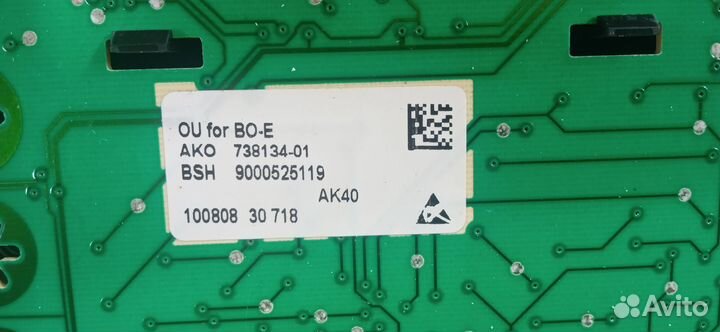 OU for BO-E
AKO 738134-01
BSH 9000525119
AK40
100808 30 718
Avito